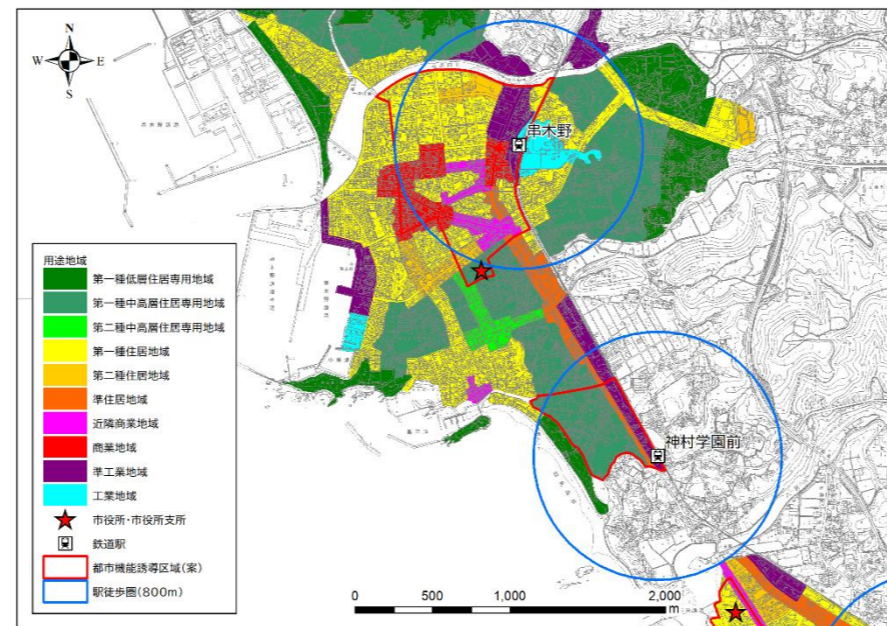 N
W
E
S
串木野
神村学園前
用途地域
第一種低層住居専用地域
第一種中高層住居専用地域
第二種中高層住居専用地域
第一種住居地域
第二種住居地域
準住居地域
近隣商業地域
商業地域
準工業地域
工業地域
市役所・市役所支所
鉄道駅
都市機能誘導区域(案)
駅徒歩圏(800m)
0 500 1,000 2,000
m